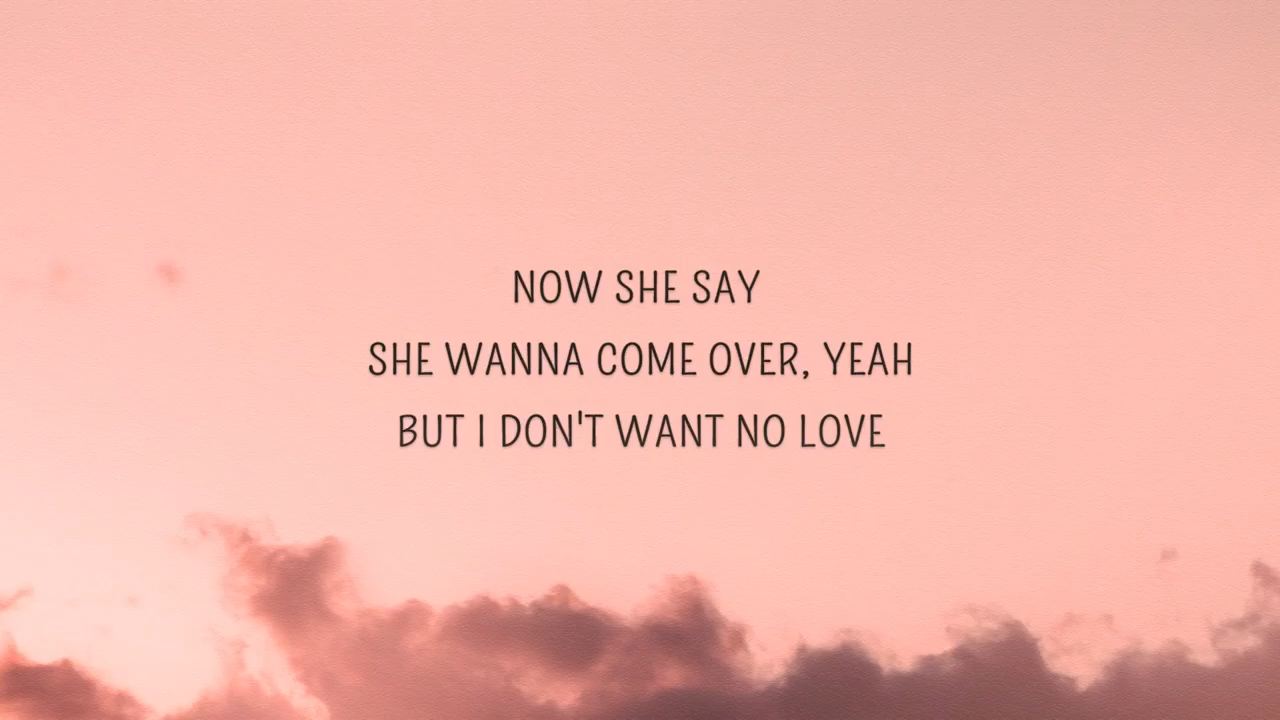 NOW SHE SAY
SHE WANNA COME OVER, YEAH
BUT I DON'T WANT NO LOVE